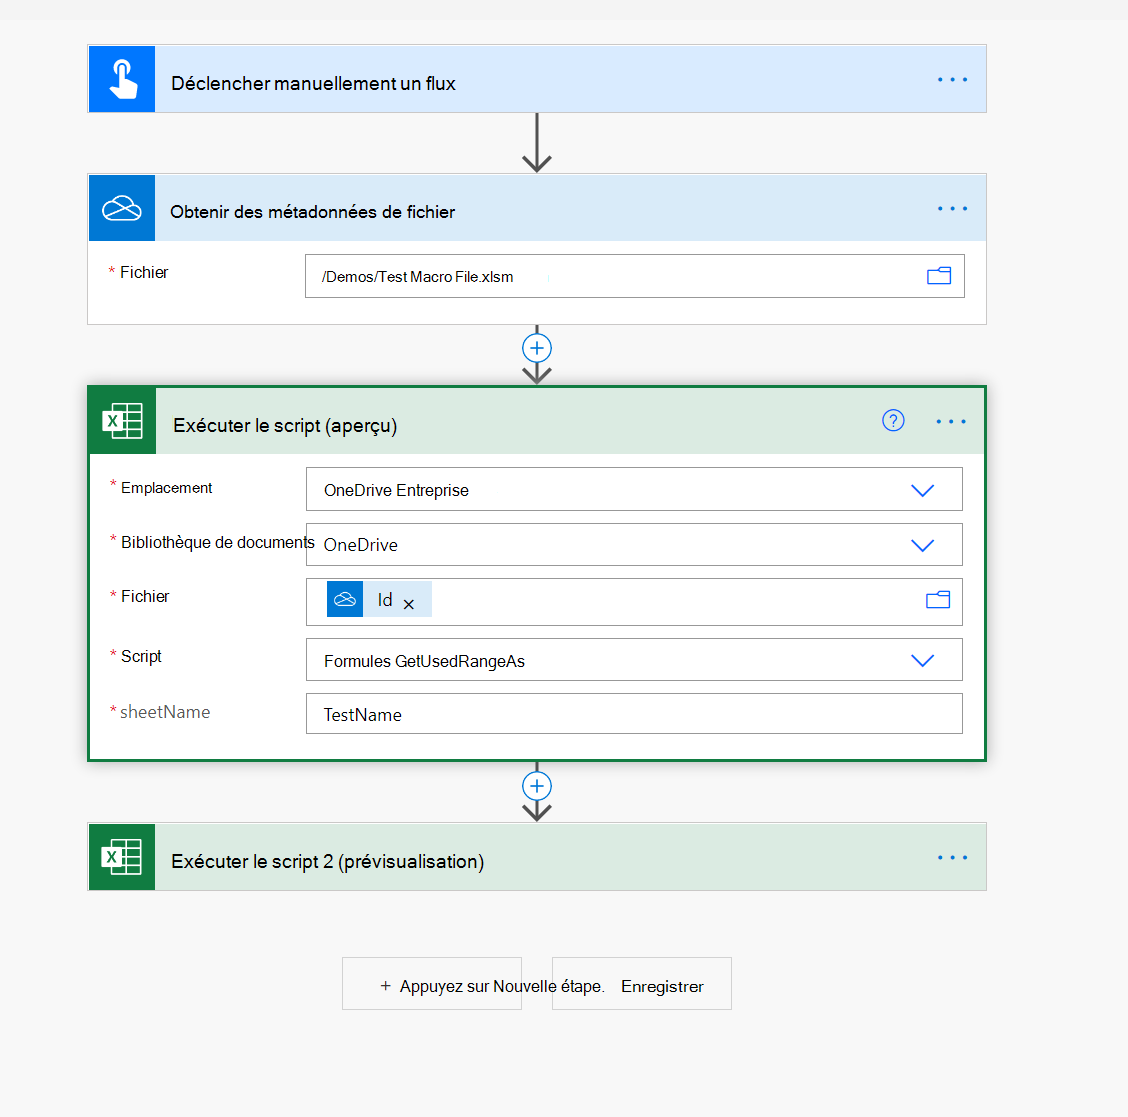 Déclencher manuellement un flux
Obtenir des métadonnées de fichier
* Fichier
/Demos/Test Macro File.xlsm
Exécuter le script (aperçu)
* Emplacement
OneDrive Entreprise
* Bibliothèque de documents
OneDrive
* Fichier
Id
* Script
Formules GetUsedRangeAs
* sheetName
TestName
Exécuter le script 2 (prévisualisation)
+ Appuyez sur Nouvelle étape.
Enregistrer